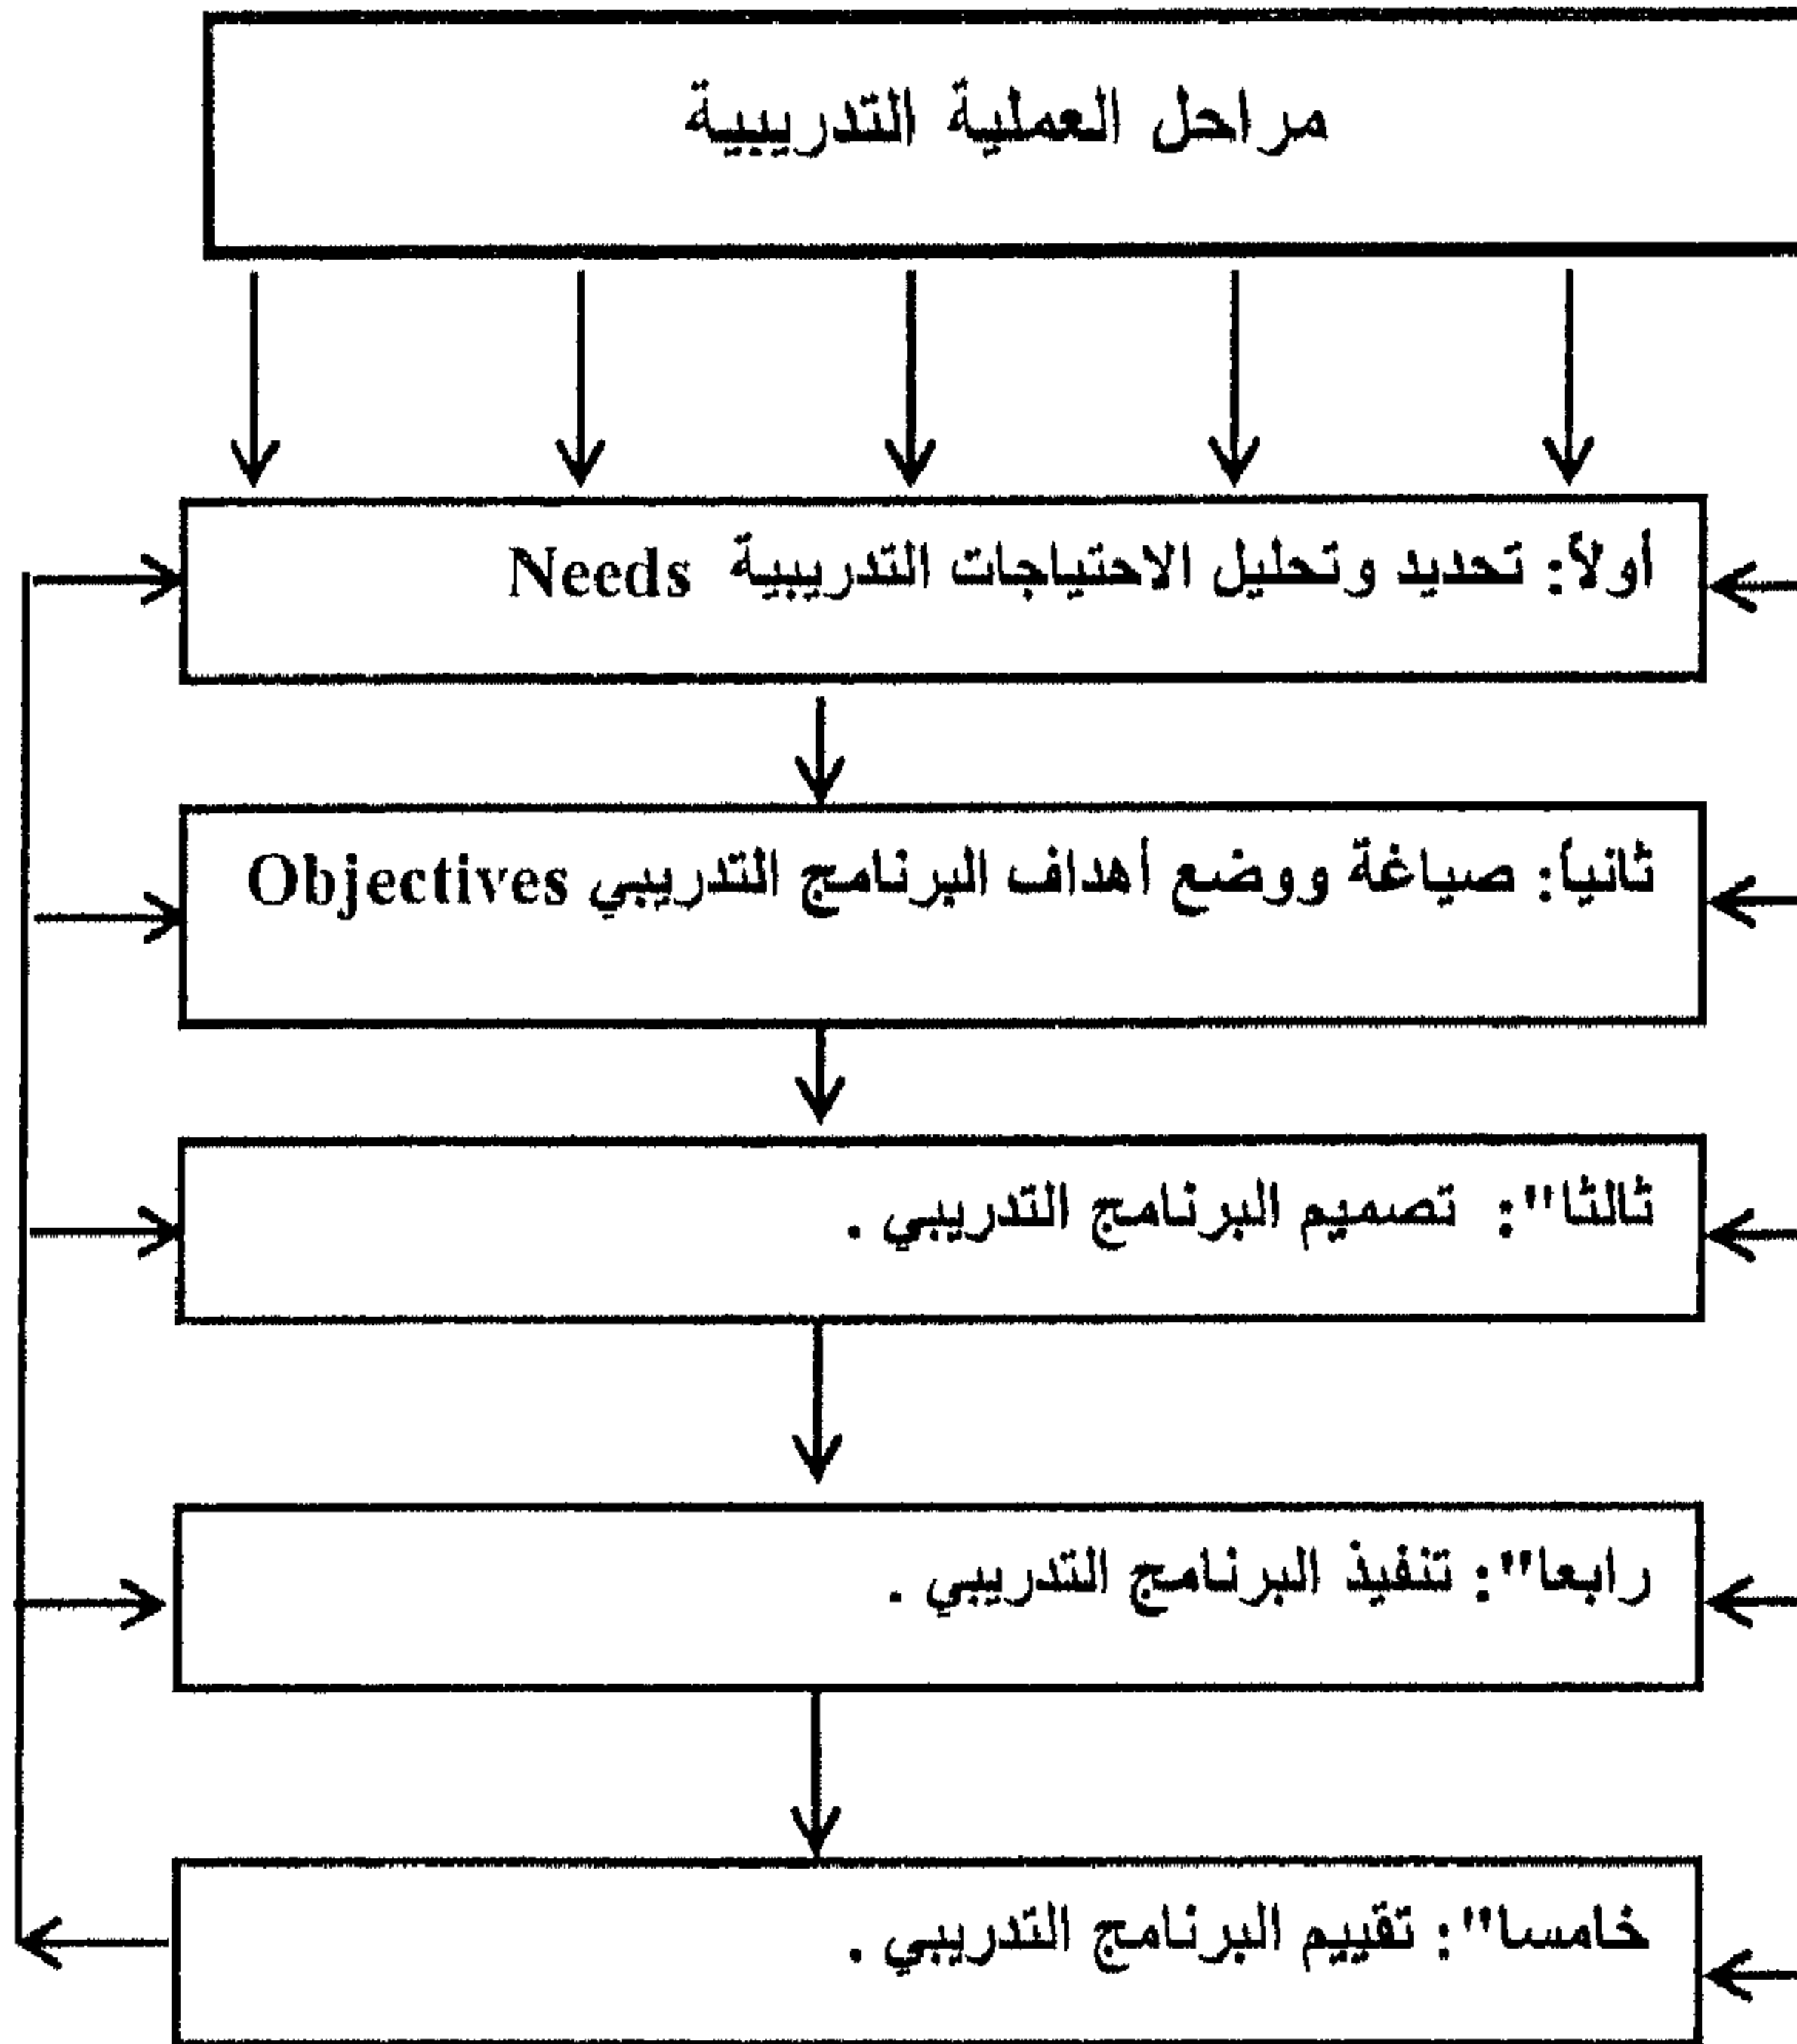 مراحل العملية التدريبية
أولاً: تحديد وتحليل الاحتياجات التدريبية Needs
ثانياً: صياغة ووضع أهداف البرنامج التدريبي Objectives
ثالثا": تصميم البرنامج التدريبي .
رابعا": تنفيذ البرنامج التدريبي .
خامسا": تقييم البرنامج التدريبي .